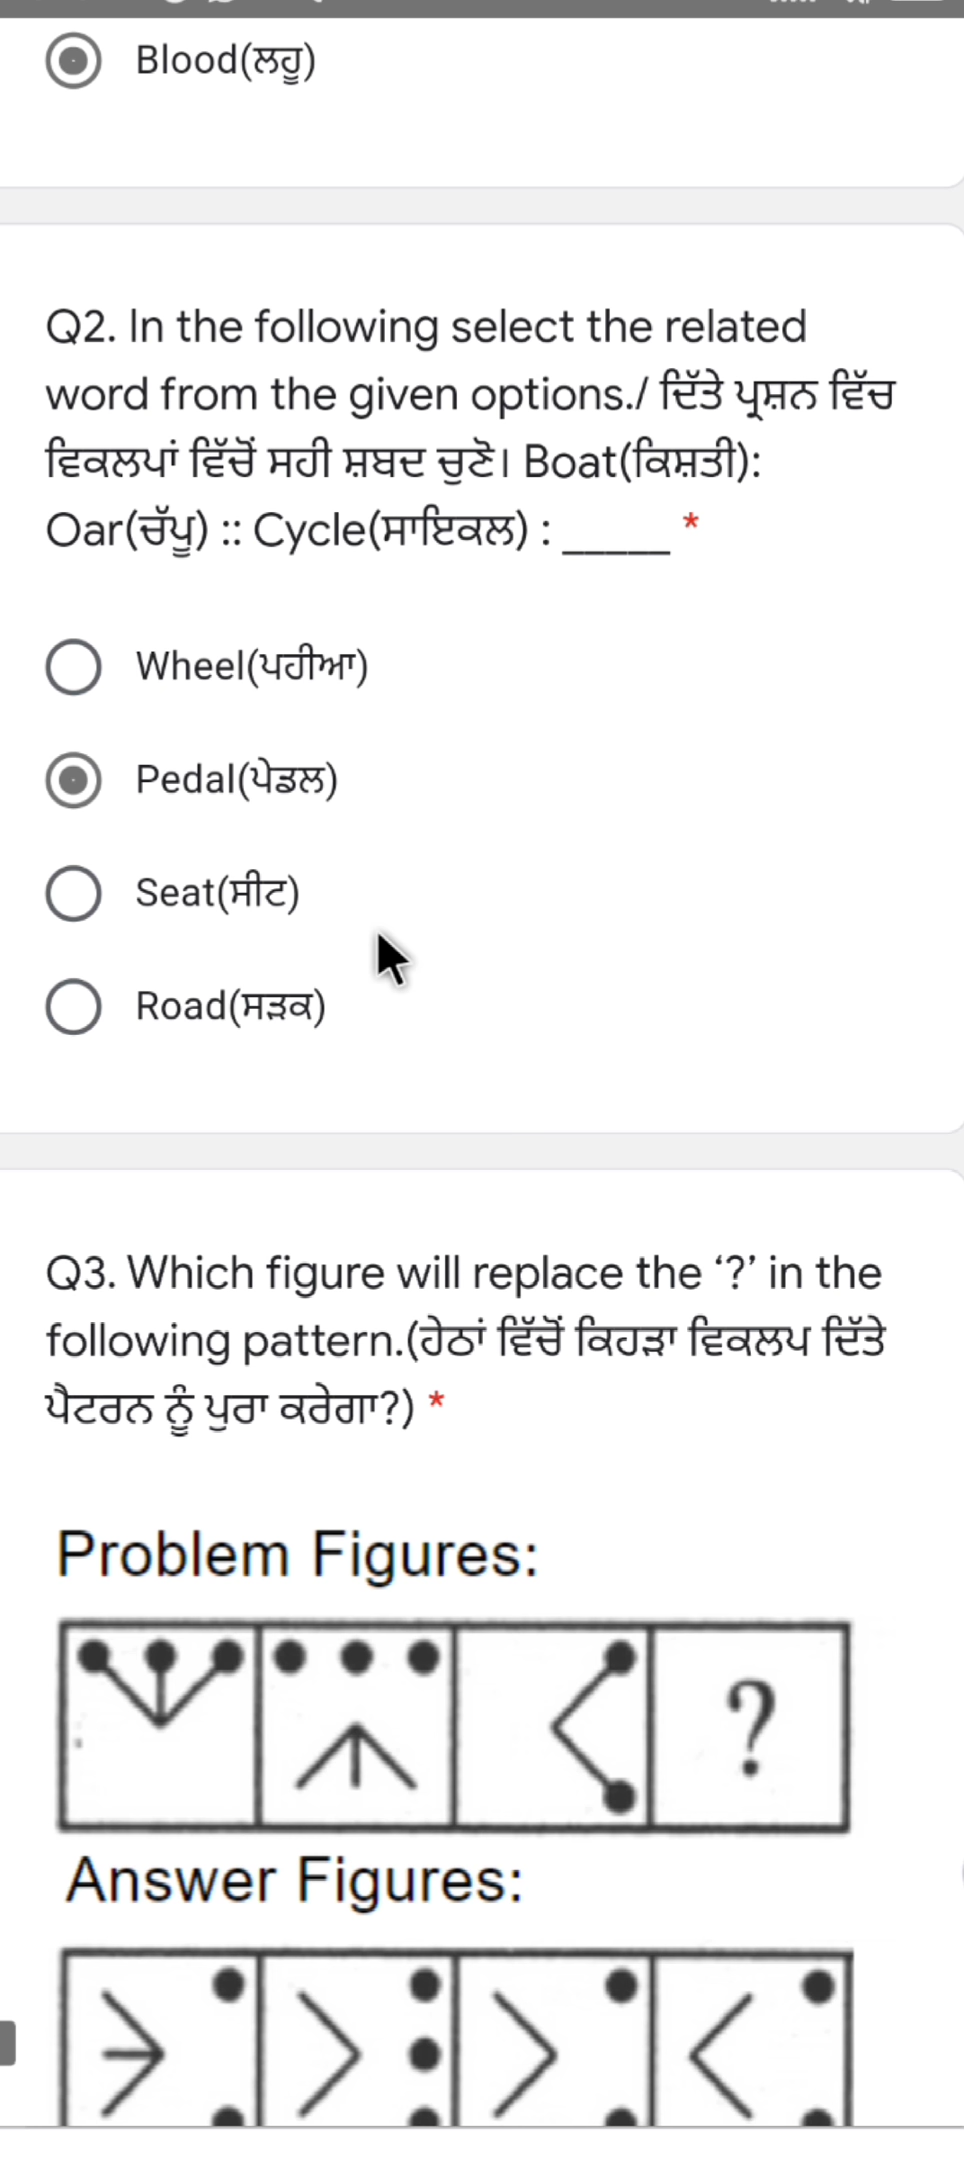 Blood(ਲਹੂ)
Q2. In the following select the related
word from the given options./ ਦਿੱਤੇ ਪ੍ਰਸ਼ਨ ਵਿੱਚ
ਵਿਕਲਪਾਂ ਵਿੱਚੋਂ ਸਹੀ ਸ਼ਬਦ ਚੁਣੋ। Boat(ਕਿਸ਼ਤੀ):
Oar(ਚੱਪੂ) :: Cycle(ਸਾਇਕਲ) : _____ *
Wheel(ਪਹੀਆ)
Pedal(ਪੇਡਲ)
Seat(ਸੀਟ)
Road(ਸੜਕ)
Q3. Which figure will replace the ‘?’ in the
following pattern.(ਹੇਠਾਂ ਵਿੱਚੋਂ ਕਿਹੜਾ ਵਿਕਲਪ ਦਿੱਤੇ
ਪੈਟਰਨ ਨੂੰ ਪੁਰਾ ਕਰੇਗਾ?) *
Problem Figures:
?
Answer Figures: